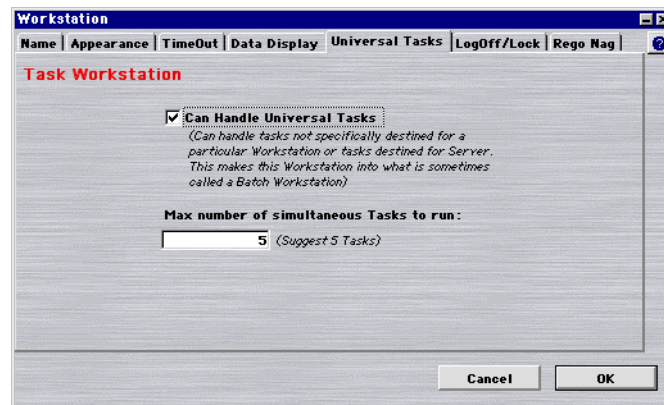 Workstation
Name Appearance TimeOut Data Display Universal Tasks LogOff/Lock Rego Nag ?
Task Workstation
Can Handle Universal Tasks
(Can handle tasks not specifically destined for a
particular Workstation or tasks destined for Server.
This makes this Workstation into what is sometimes
called a Batch Workstation)
Max number of simultaneous Tasks to run:
5 (Suggest 5 Tasks)
Cancel OK